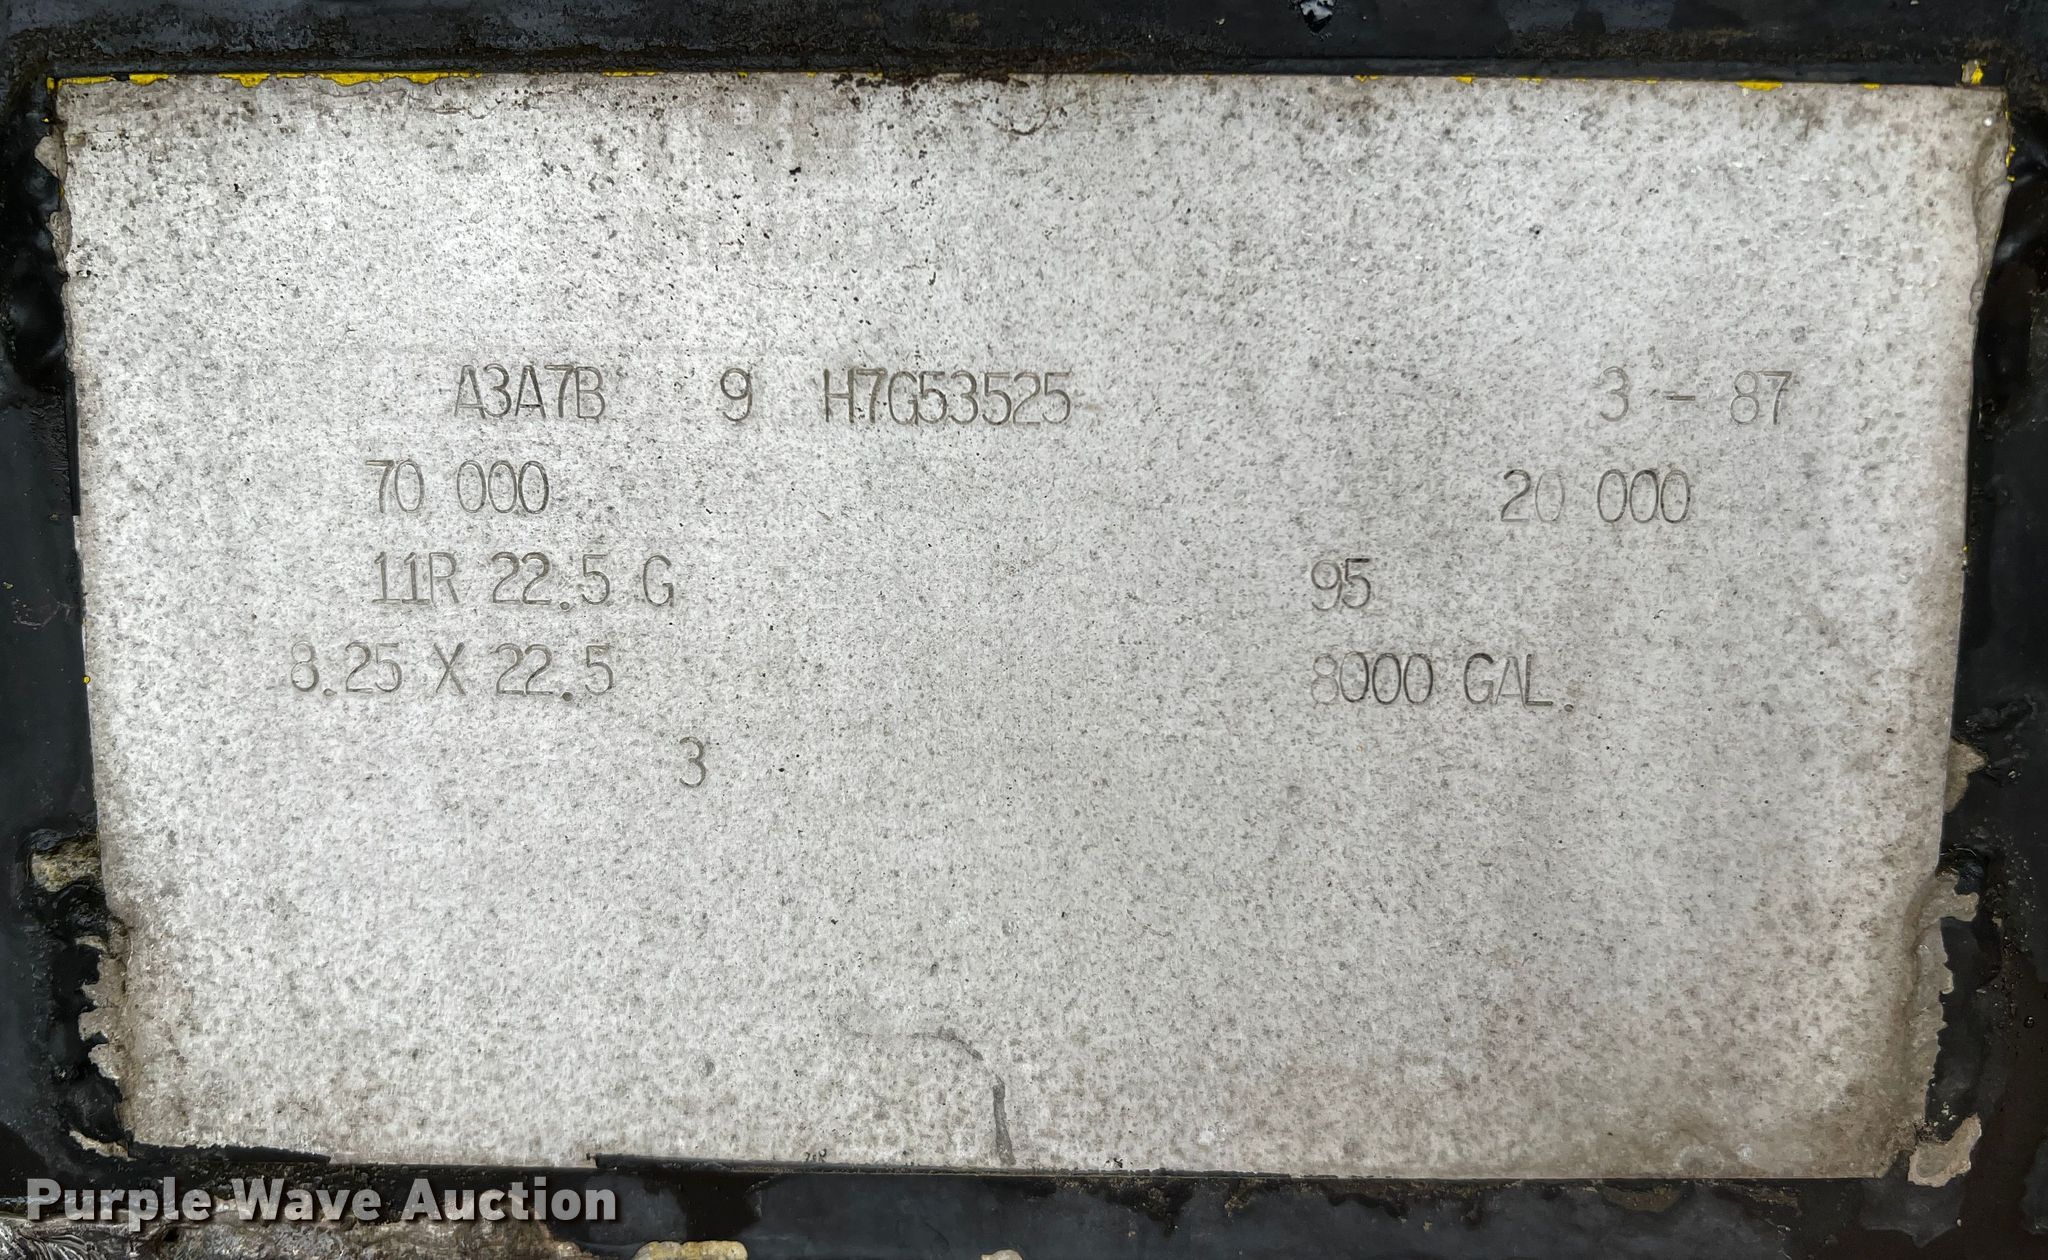 A3A7B 9 H7G53525 3 - 87
70 000 20 000
11R 22.5 G 95
8.25 X 22.5 8000 GAL.
3
Purple Wave Auction